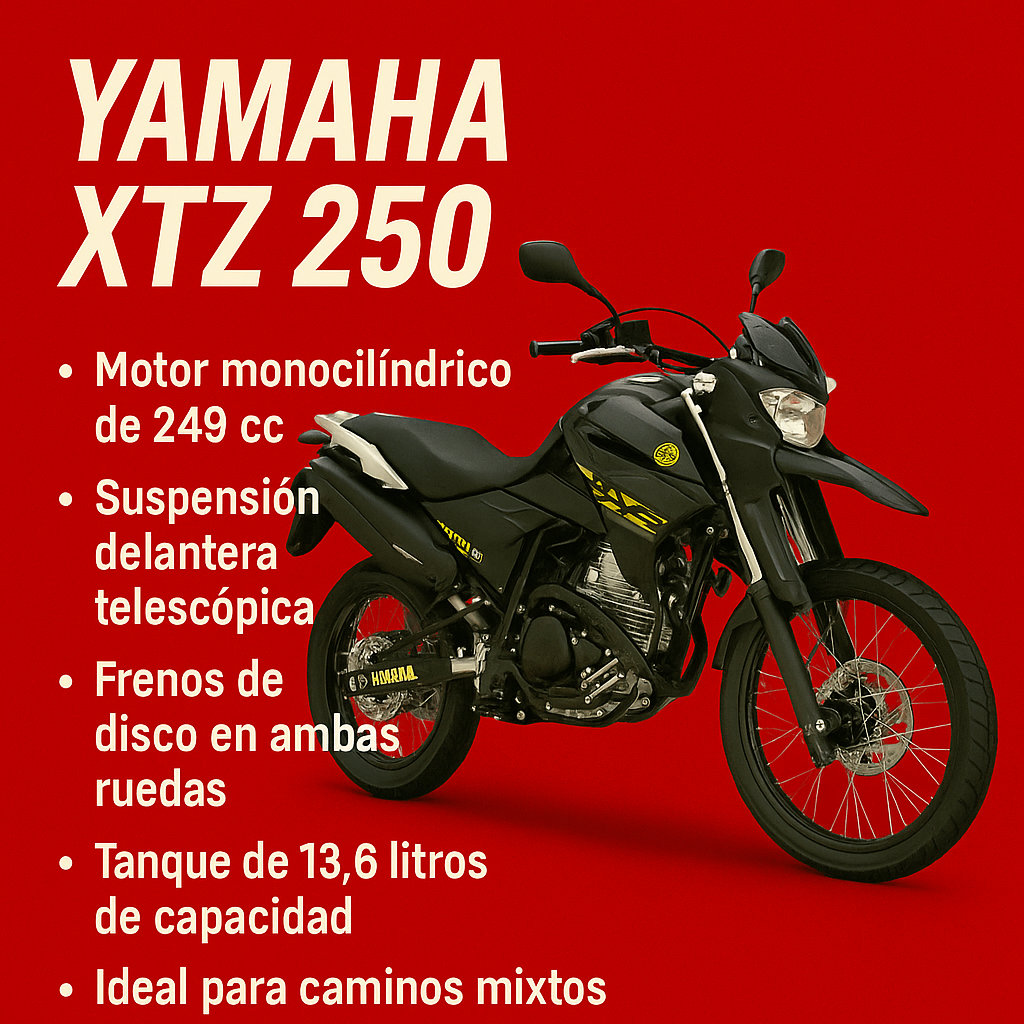 YAMAHA
XTZ 250
• Motor monocilíndrico
de 249 cc
• Suspensión
delantera
telescópica
• Frenos de
disco en ambas
ruedas
• Tanque de 13,6 litros
de capacidad
• Ideal para caminos mixtos